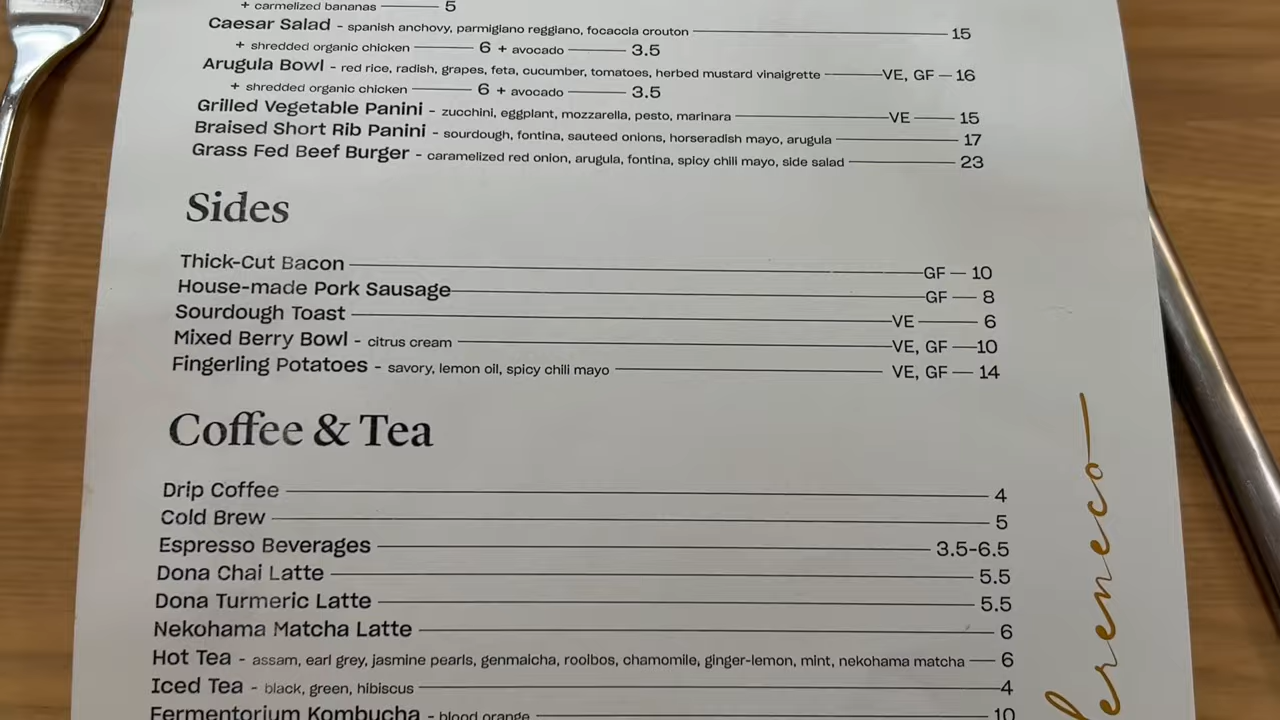 + carmelized bananas 5
Caesar Salad - spanish anchovy, parmigiano reggiano, focaccia crouton 15
+ shredded organic chicken 6 + avocado 3.5
Arugula Bowl - red rice, radish, grapes, feta, cucumber, tomatoes, herbed mustard vinaigrette VE, GF - 16
+ shredded organic chicken 6 + avocado 3.5
Grilled Vegetable Panini - zucchini, eggplant, mozzarella, pesto, marinara VE 15
Braised Short Rib Panini - sourdough, fontina, sauteed onions, horseradish mayo, arugula 17
Grass Fed Beef Burger - caramelized red onion, arugula, fontina, spicy chili mayo, side salad 23
Sides
Thick-Cut Bacon GF - 10
House-made Pork Sausage GF - 8
Sourdough Toast VE 6
Mixed Berry Bowl - citrus cream VE, GF - 10
Fingerling Potatoes - savory, lemon oil, spicy chili mayo VE, GF - 14
Coffee & Tea
Drip Coffee 4
Cold Brew 5
Espresso Beverages 3.5-6.5
Dona Chai Latte 5.5
Dona Turmeric Latte 5.5
Nekohama Matcha Latte 6
Hot Tea - assam, earl grey, jasmine pearls, genmaicha, rooibos, chamomile, ginger-lemon, mint, nekohama matcha 6
Iced Tea - black, green, hibiscus 4
Fermentorium Kombucha - blood orange 10